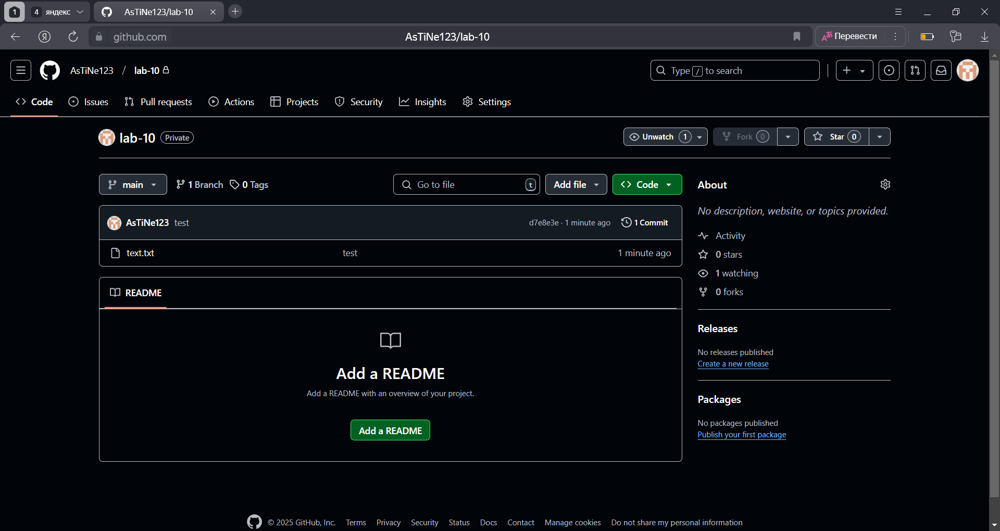 1
4 яндекс
AsTiNe123/lab-10
github.com
AsTiNe123/lab-10
Перевести
AsTiNe123 / lab-10
Type / to search
Code
Issues
Pull requests
Actions
Projects
Security
Insights
Settings
lab-10 Private
Unwatch 1
Fork 0
Star 0
main
1 Branch
0 Tags
Go to file t
Add file
Code
AsTiNe123 test
d7e8e3e · 1 minute ago
1 Commit
text.txt
test
1 minute ago
README
Add a README
Add a README with an overview of your project.
Add a README
About
No description, website, or topics provided.
Activity
0 stars
1 watching
0 forks
Releases
No releases published
Create a new release
Packages
No packages published
Publish your first package
© 2025 GitHub, Inc. Terms Privacy Security Status Docs Contact Manage cookies Do not share my personal information